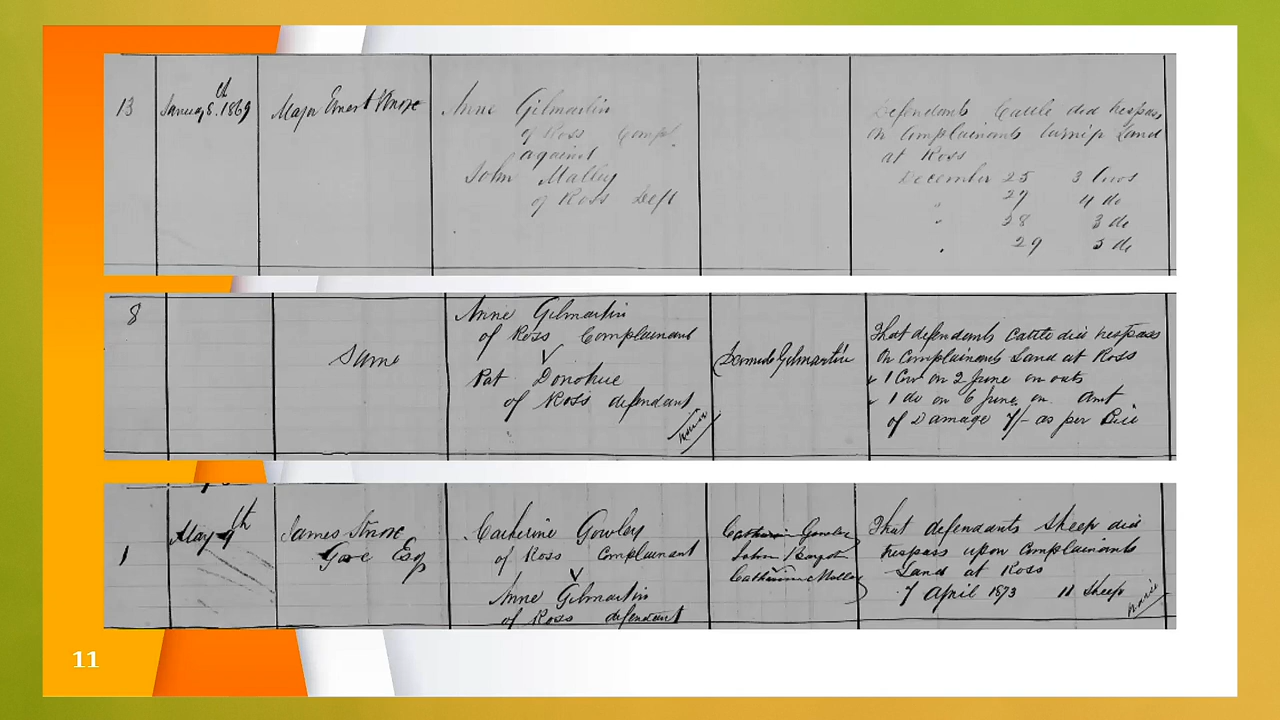 13
January 8th 1869
Major Ernest Knox
Anne Gilmartin
of Ross Compl.
against
John Malley
of Ross Deft
Defendants Cattle did trespass
on Complainants turnip Land
at Ross
December 25 3 Cows
" 27 4 do
" 28 3 do
" 29 5 do
8
Same
Anne Gilmartin
of Ross Complainant
v
Pat Donohue
of Ross defendant
Gilmartin
That defendants Cattle did trespass
on Complainants Land at Ross
1 Cow on 2 June on oats
1 do on 6 June on
Amt
of Damage 7/- as per Bill
1
May 9th
James Knox
Gore Esq
Catherine Gowley
of Ross Complainant
v
Anne Gilmartin
of Ross defendant
Catherine Gowley
John
Catherine Malley
That defendants Sheep did
trespass upon Complainants
Land at Ross
7 April 1873 11 Sheep
11